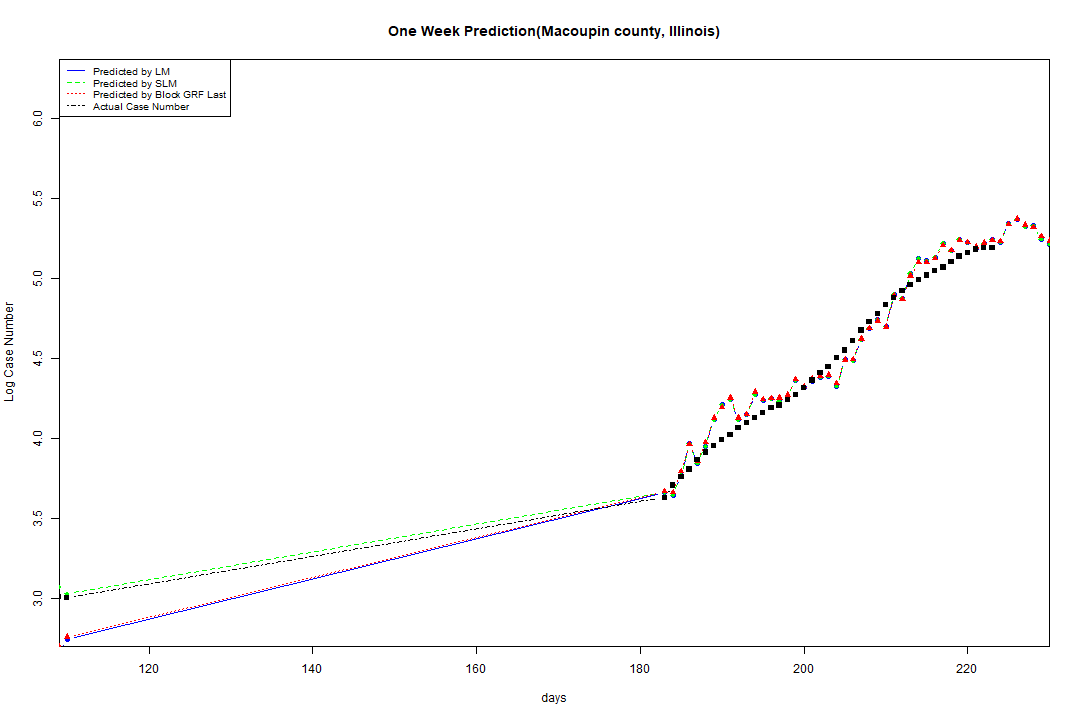 One Week Prediction(Macoupin county, Illinois)
Predicted by LM
Predicted by SLM
Predicted by Block GRF Last
Actual Case Number
6.0
5.5
5.0
4.5
4.0
3.5
3.0
Log Case Number
120 140 160 180 200 220
days